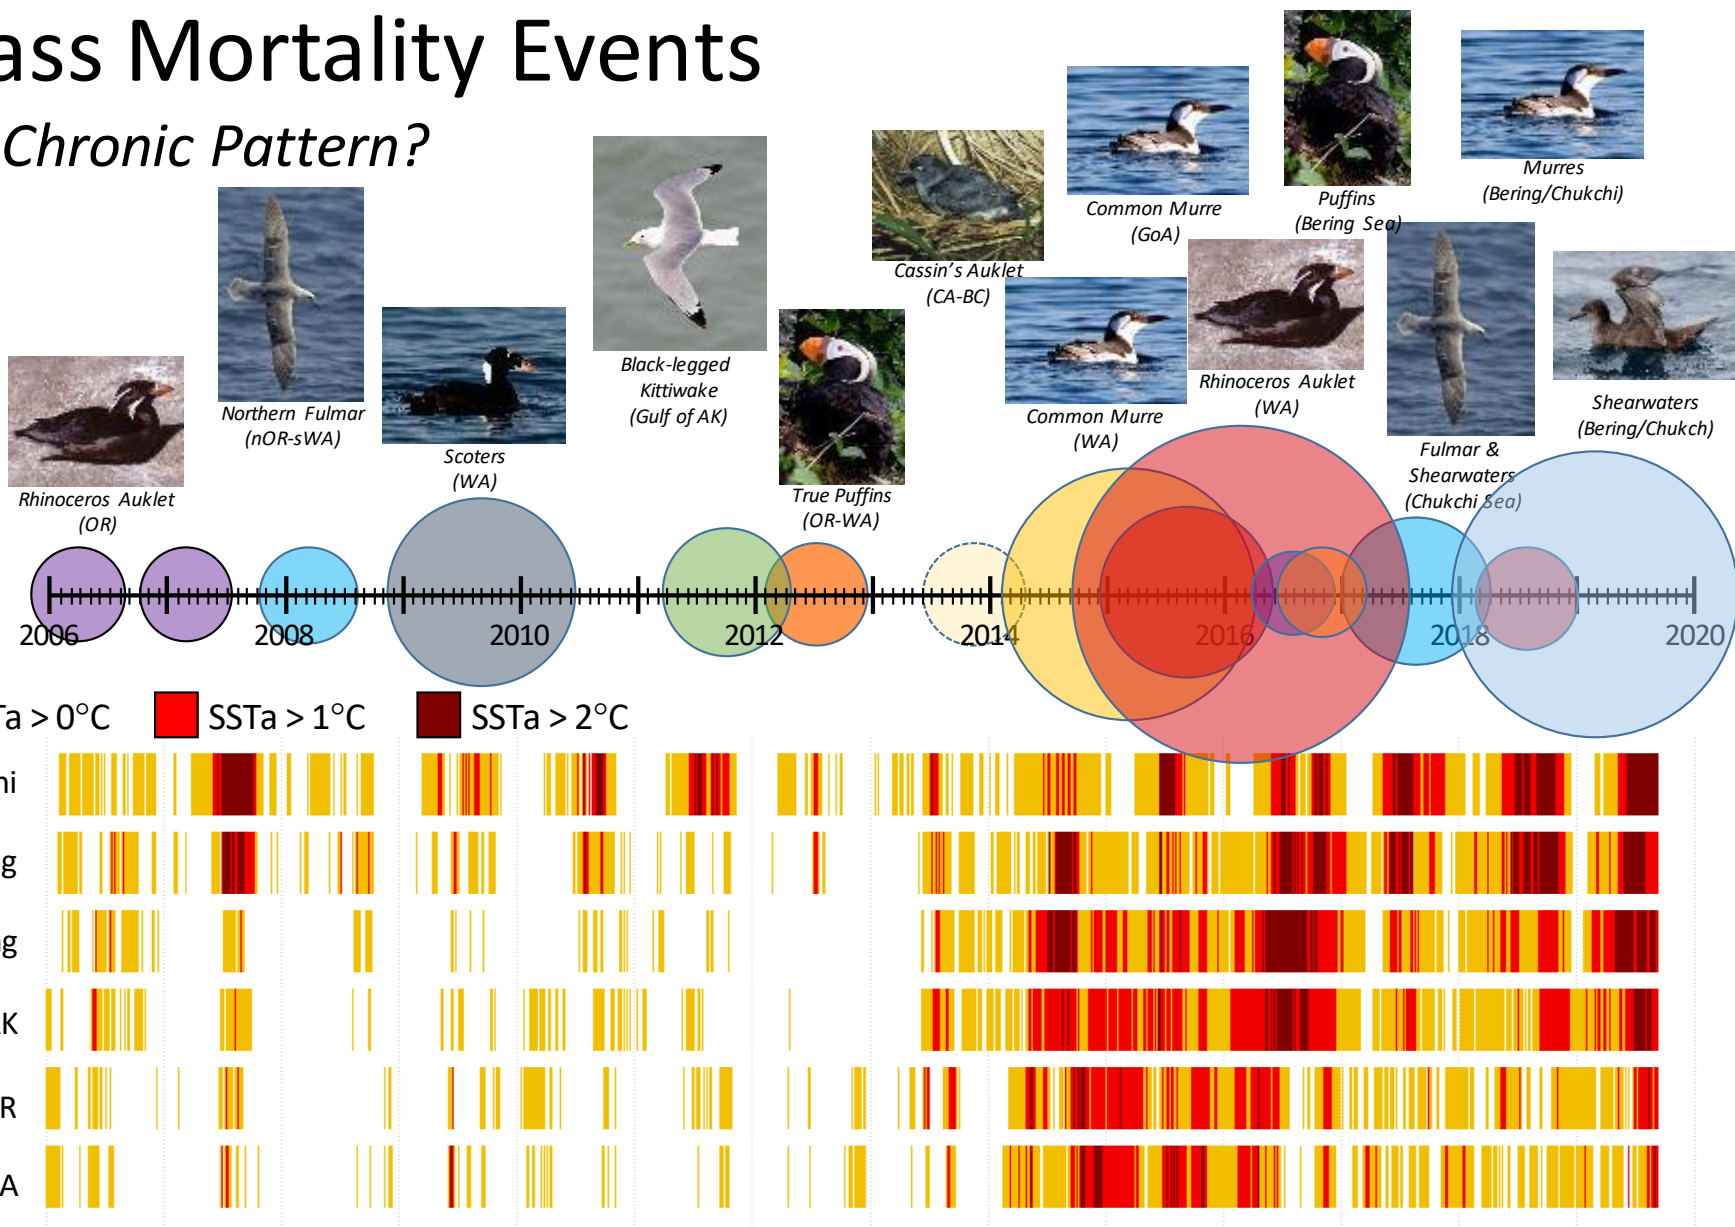 ass Mortality Events
Chronic Pattern?
Rhinoceros Auklet
(OR)
Northern Fulmar
(nOR-sWA)
Scoters
(WA)
Black-legged
Kittiwake
(Gulf of AK)
True Puffins
(OR-WA)
Cassin's Auklet
(CA-BC)
Common Murre
(GoA)
Common Murre
(WA)
Puffins
(Bering Sea)
Rhinoceros Auklet
(WA)
Murres
(Bering/Chukchi)
Fulmar &
Shearwaters
(Chukchi Sea)
Shearwaters
(Bering/Chukch)
2006 2008 2010 2012 2014 2016 2018 2020
Ta > 0°C SSTa > 1°C SSTa > 2°C
ni
g
g
K
R
A